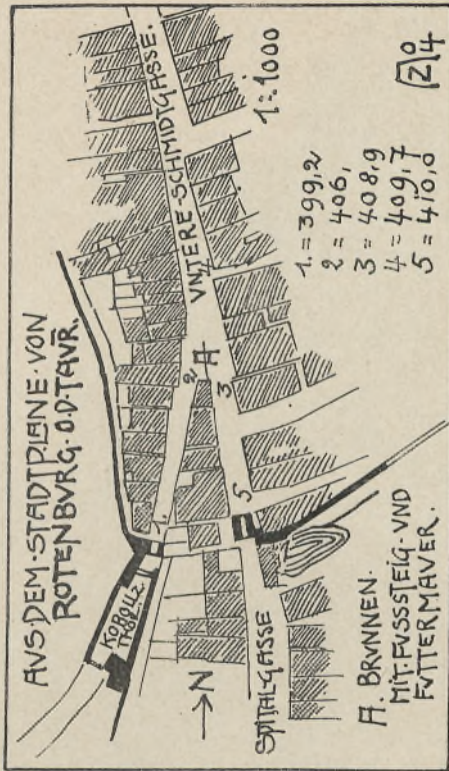 AVS·DEM·STADTPLANE·VON
ROTENBVRG·O.D·TAVR.
VNTERE·SCHMIDTGASSE.
1:1000
1
2
A
3
4
5
N
SPITALGASSE
1. = 399,2
2 = 406,
3 = 408,9
4 = 409,7
5 = 410,0
A. BRVNNEN.
MIT·FVSSSTEIG·VND
FVTTERMAVER.